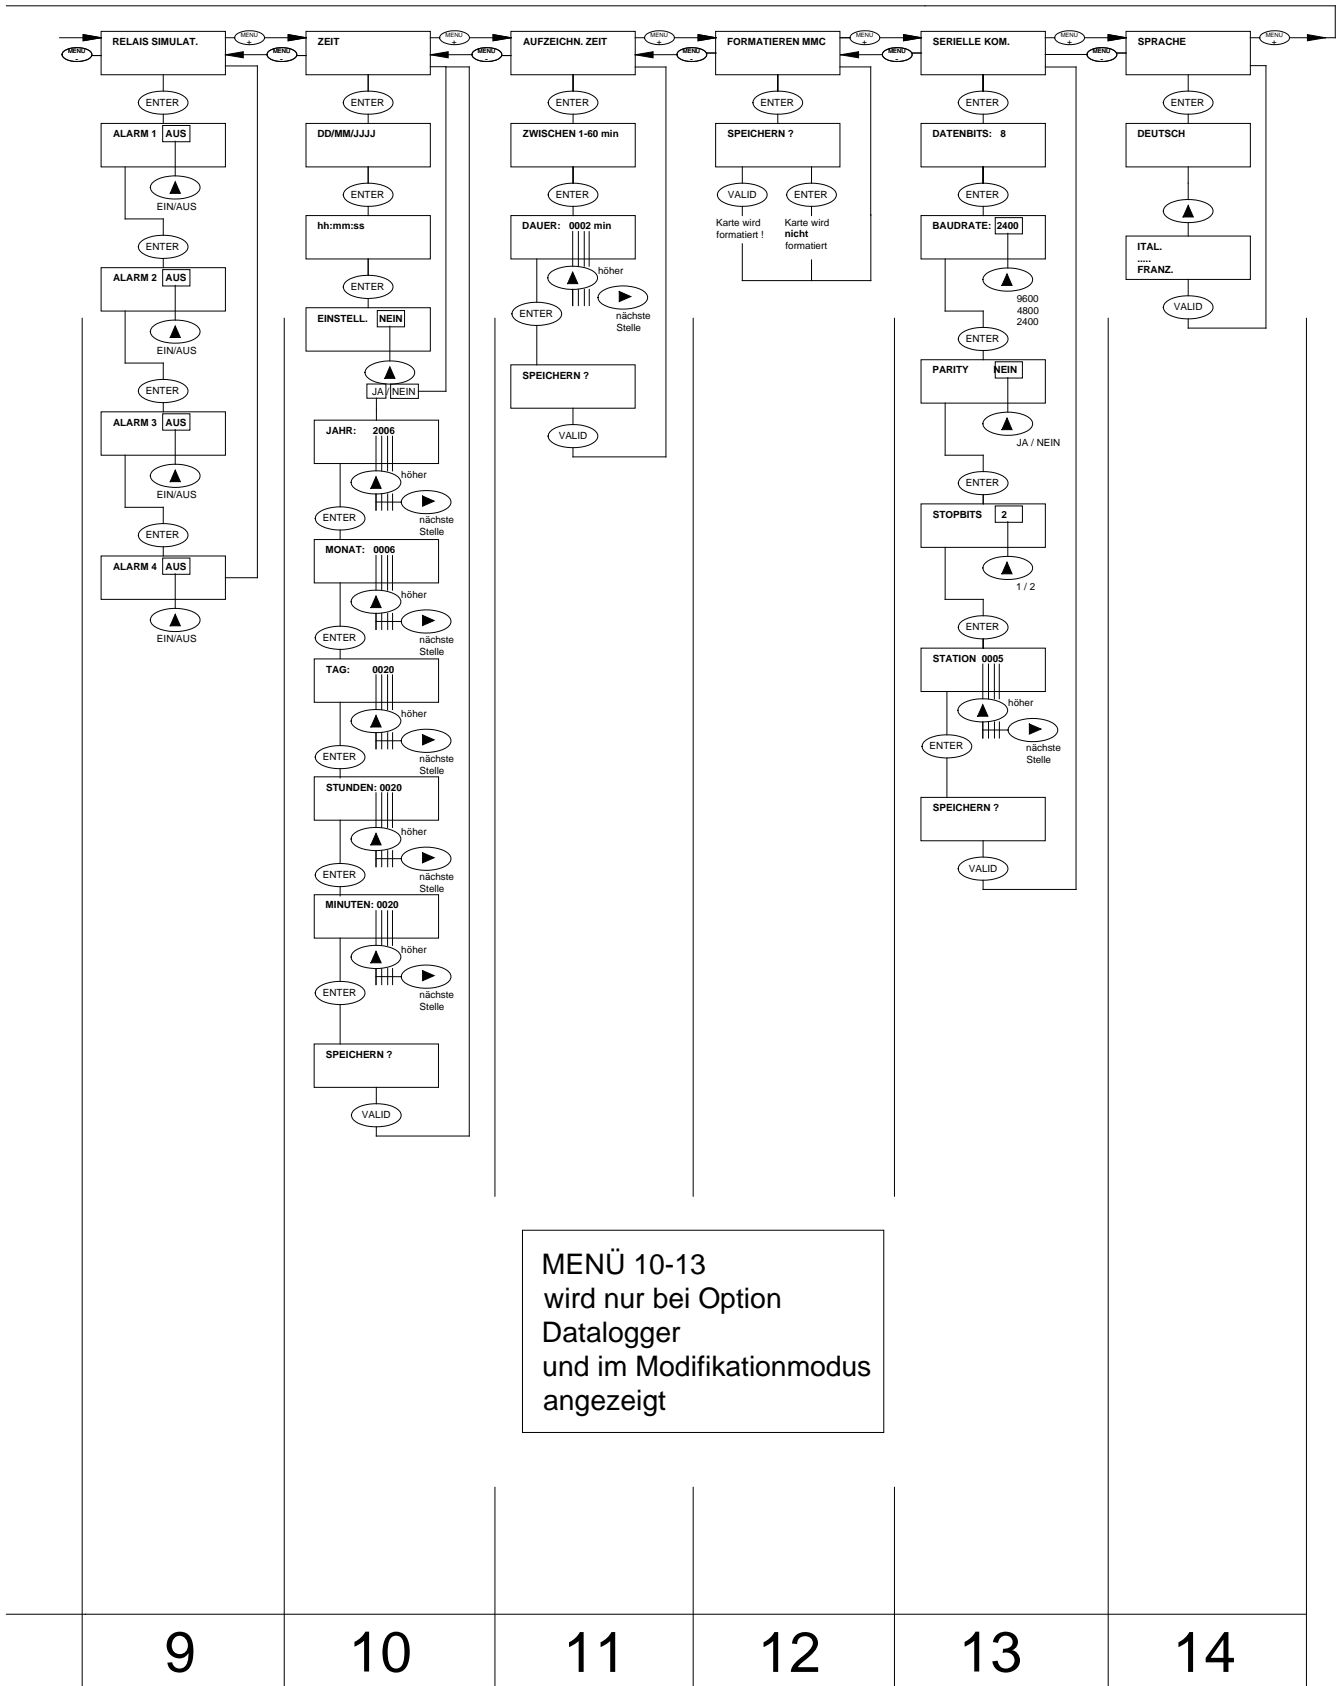 RELAIS SIMULAT.
MENU
+
ZEIT
MENU
+
AUFZEICHN. ZEIT
MENU
+
FORMATIEREN MMC
MENU
+
SERIELLE KOM.
MENU
+
SPRACHE
MENU
+
MENU
-
MENU
-
MENU
-
MENU
-
MENU
-
MENU
-
ENTER
ALARM 1 AUS
EIN/AUS
ENTER
ALARM 2 AUS
EIN/AUS
ENTER
ALARM 3 AUS
EIN/AUS
ENTER
ALARM 4 AUS
EIN/AUS
ENTER
DD/MM/JJJJ
ENTER
hh:mm:ss
ENTER
EINSTELL. NEIN
JA / NEIN
JAHR: 2006
höher
ENTER
nächste
Stelle
MONAT: 0006
höher
ENTER
nächste
Stelle
TAG: 0020
höher
ENTER
nächste
Stelle
STUNDEN: 0020
höher
ENTER
nächste
Stelle
MINUTEN: 0020
höher
ENTER
nächste
Stelle
SPEICHERN ?
VALID
ENTER
ZWISCHEN 1-60 min
ENTER
DAUER: 0002 min
höher
ENTER
nächste
Stelle
SPEICHERN ?
VALID
ENTER
SPEICHERN ?
VALID
Karte wird
formatiert !
ENTER
Karte wird
nicht
formatiert
ENTER
DATENBITS: 8
ENTER
BAUDRATE: 2400
9600
4800
2400
ENTER
PARITY NEIN
JA / NEIN
ENTER
STOPBITS 2
1 / 2
ENTER
STATION 0005
höher
ENTER
nächste
Stelle
SPEICHERN ?
VALID
ENTER
DEUTSCH
ITAL.
.....
FRANZ.
VALID
MENÜ 10-13
wird nur bei Option
Datalogger
und im Modifikationmodus
angezeigt
9
10
11
12
13
14